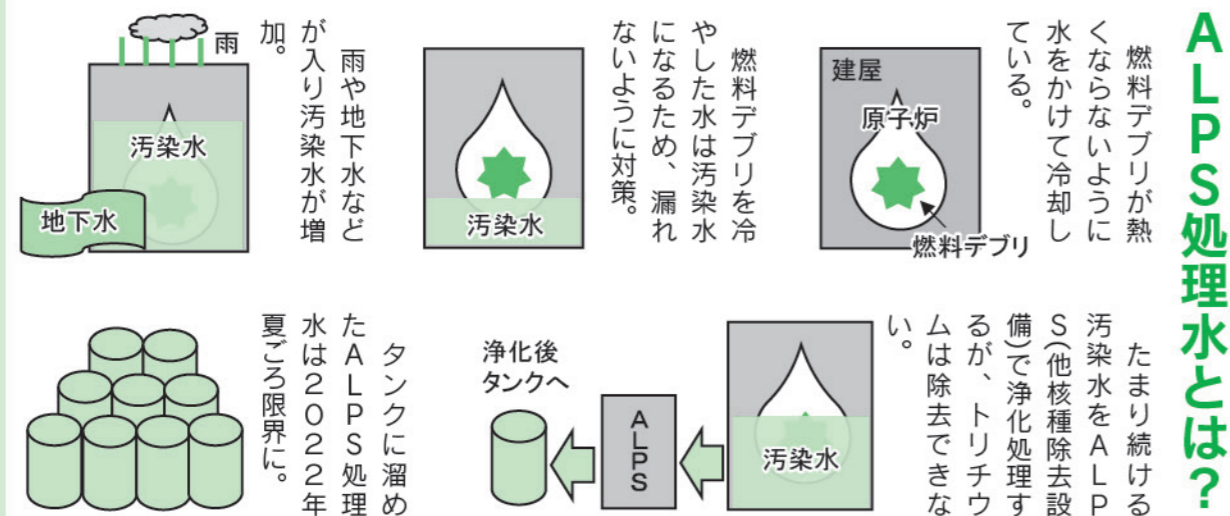 ALPS処理水とは？
燃料デブリが熱
くならないように
水をかけて冷却し
ている。
建屋
原子炉
燃料デブリ
燃料デブリを冷
やした水は汚染水
になるため、漏れ
ないように対策。
汚染水
雨や地下水など
が入り汚染水が増
加。
雨
汚染水
地下水
たまり続ける
汚染水をALP
S(他核種除去設
備)で浄化処理す
るが、トリチウ
ムは除去できな
い。
汚染水
ALPS
浄化後
タンクへ
タンクに溜め
たALPS処理
水は2022年
夏ごろ限界に。